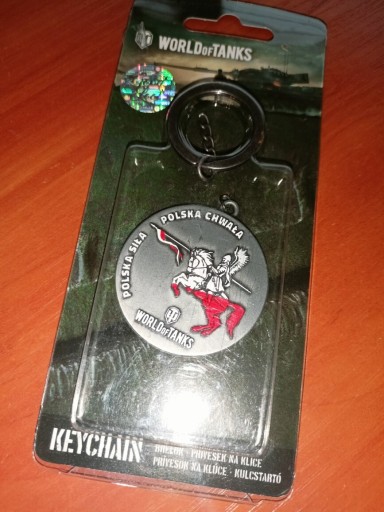 WORLD OF TANKS
POLSKA SIŁA POLSKA CHWAŁA
WORLD OF TANKS
KEYCHAIN
BRELOK · PŘÍVĚSEK NA KLÍČE
PRÍVESOK NA KĽÚČE · KULCSTARTÓ